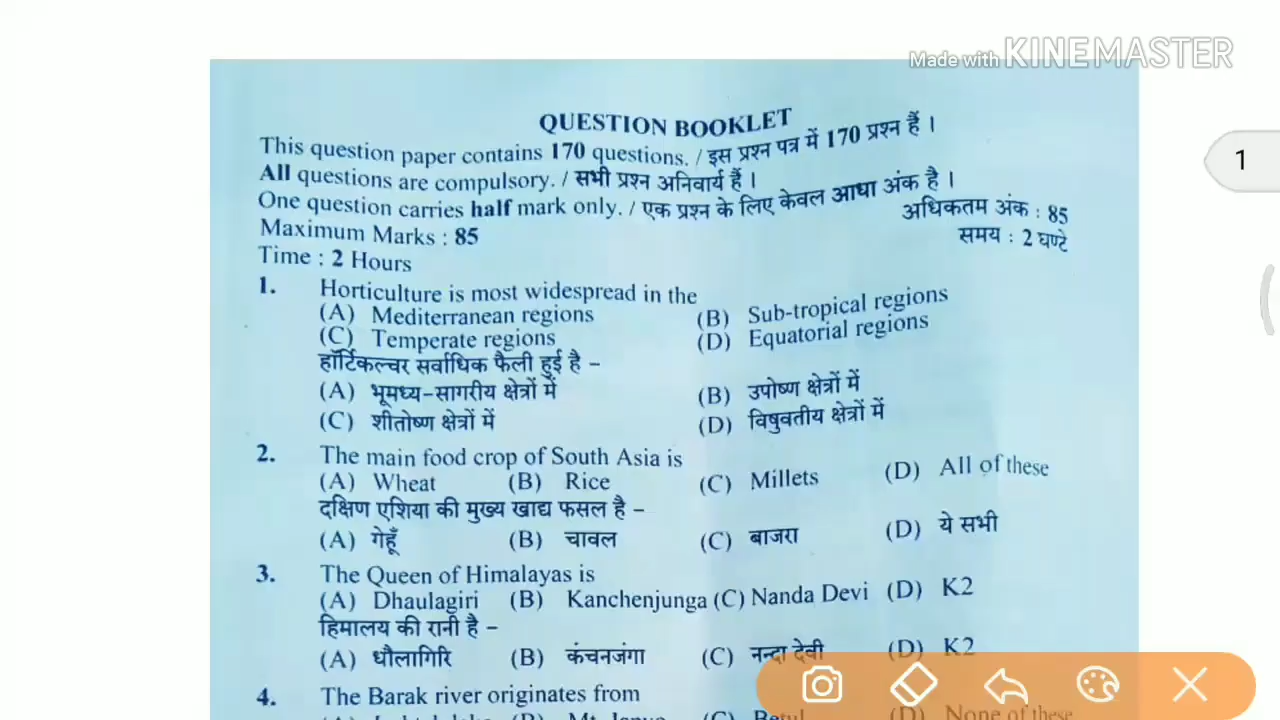 Made with KINEMASTER
1
QUESTION BOOKLET
This question paper contains 170 questions. / इस प्रश्न पत्र में 170 प्रश्न हैं ।
All questions are compulsory. / सभी प्रश्न अनिवार्य हैं ।
One question carries half mark only. / एक प्रश्न के लिए केवल आधा अंक है ।
Maximum Marks : 85 अधिकतम अंक : 85
Time : 2 Hours समय : 2 घण्टे
1. Horticulture is most widespread in the
(A) Mediterranean regions (B) Sub-tropical regions
(C) Temperate regions (D) Equatorial regions
हॉर्टिकल्चर सर्वाधिक फैली हुई है –
(A) भूमध्य-सागरीय क्षेत्रों में (B) उपोष्ण क्षेत्रों में
(C) शीतोष्ण क्षेत्रों में (D) विषुवतीय क्षेत्रों में
2. The main food crop of South Asia is
(A) Wheat (B) Rice (C) Millets (D) All of these
दक्षिण एशिया की मुख्य खाद्य फसल है –
(A) गेहूँ (B) चावल (C) बाजरा (D) ये सभी
3. The Queen of Himalayas is
(A) Dhaulagiri (B) Kanchenjunga (C) Nanda Devi (D) K2
हिमालय की रानी है –
(A) धौलागिरि (B) कंचनजंगा (C) नन्दा देवी (D) K2
4. The Barak river originates from
(B) (C) (D) None of these